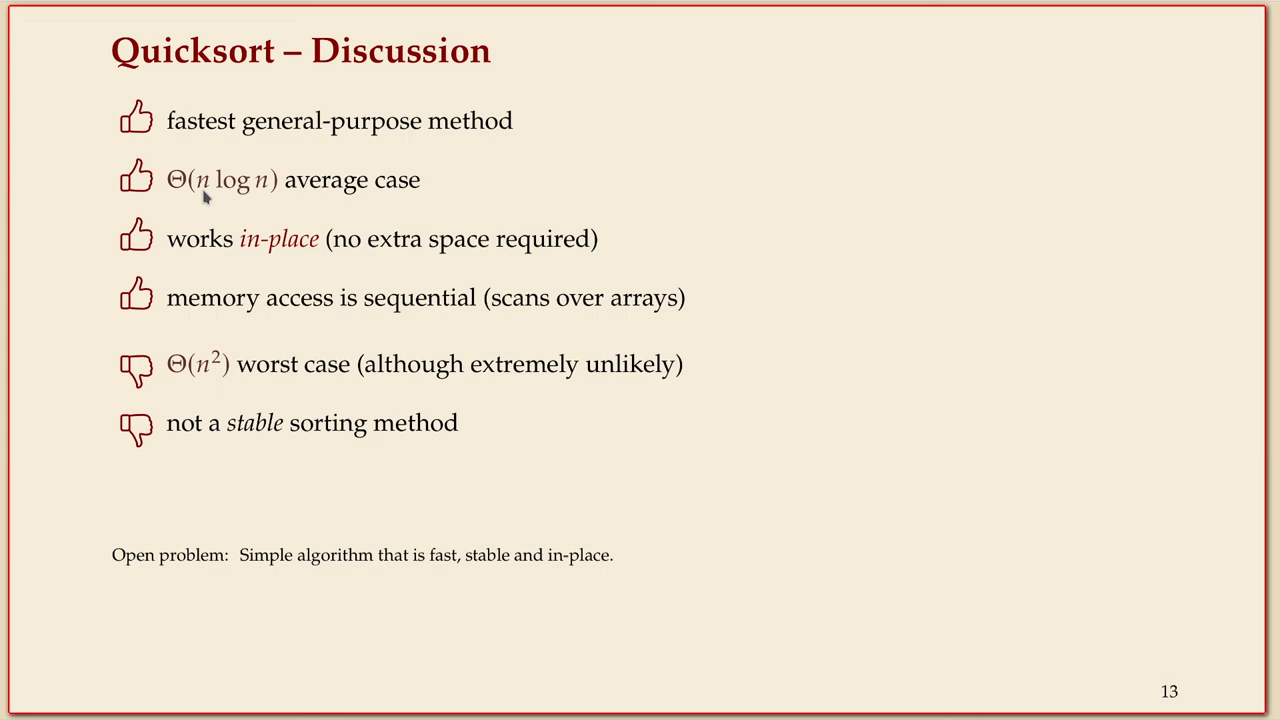 Quicksort – Discussion
fastest general-purpose method
Θ(n log n) average case
works in-place (no extra space required)
memory access is sequential (scans over arrays)
Θ(n²) worst case (although extremely unlikely)
not a stable sorting method
Open problem: Simple algorithm that is fast, stable and in-place.
13